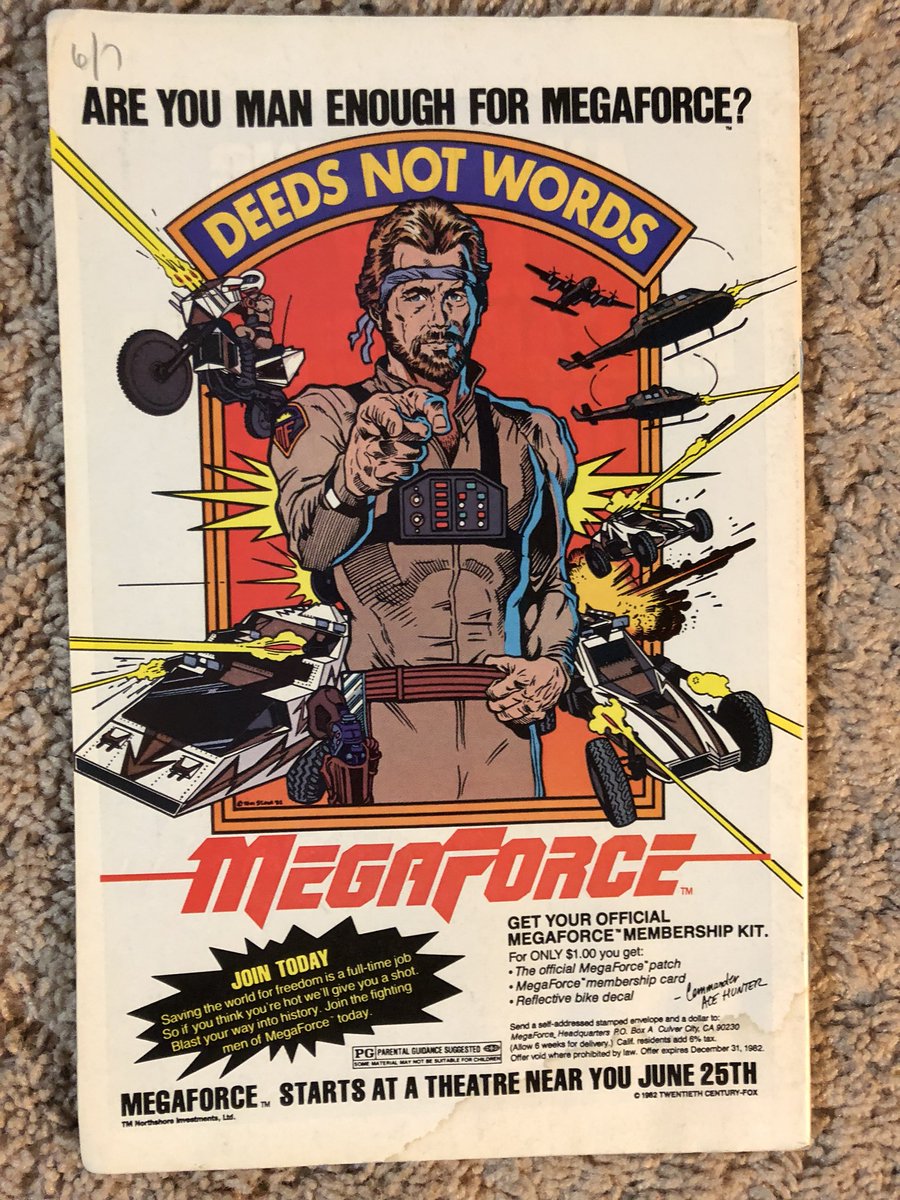 6/7
ARE YOU MAN ENOUGH FOR MEGAFORCE?™
DEEDS NOT WORDS
MEGAFORCE™
JOIN TODAY
Saving the world for freedom is a full-time job
So if you think you're hot we'll give you a shot.
Blast your way into history. Join the fighting
men of MegaForce™ today.
GET YOUR OFFICIAL
MEGAFORCE™ MEMBERSHIP KIT.
For ONLY $1.00 you get:
• The official MegaForce™ patch
• MegaForce™ membership card
• Reflective bike decal
- Commander
ACE HUNTER
Send a self-addressed stamped envelope and a dollar to:
MegaForce, Headquarters P.O. Box A Culver City, CA 90230
(Allow 6 weeks for delivery.) Calif. residents add 6% tax.
Offer void where prohibited by law. Offer expires December 31, 1982.
PG PARENTAL GUIDANCE SUGGESTED
SOME MATERIAL MAY NOT BE SUITABLE FOR CHILDREN
MEGAFORCE™ STARTS AT A THEATRE NEAR YOU JUNE 25TH
TM Northshore Investments, Ltd.
© 1982 TWENTIETH CENTURY-FOX